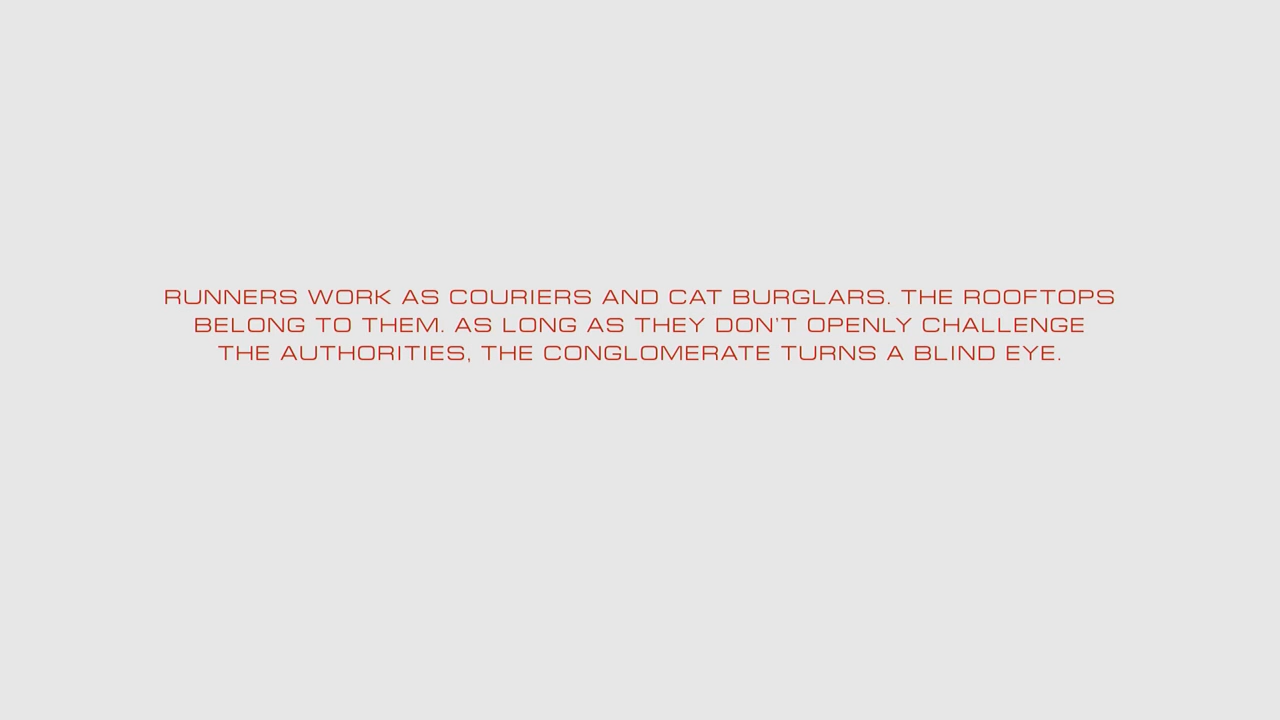 RUNNERS WORK AS COURIERS AND CAT BURGLARS. THE ROOFTOPS
BELONG TO THEM. AS LONG AS THEY DON'T OPENLY CHALLENGE
THE AUTHORITIES, THE CONGLOMERATE TURNS A BLIND EYE.